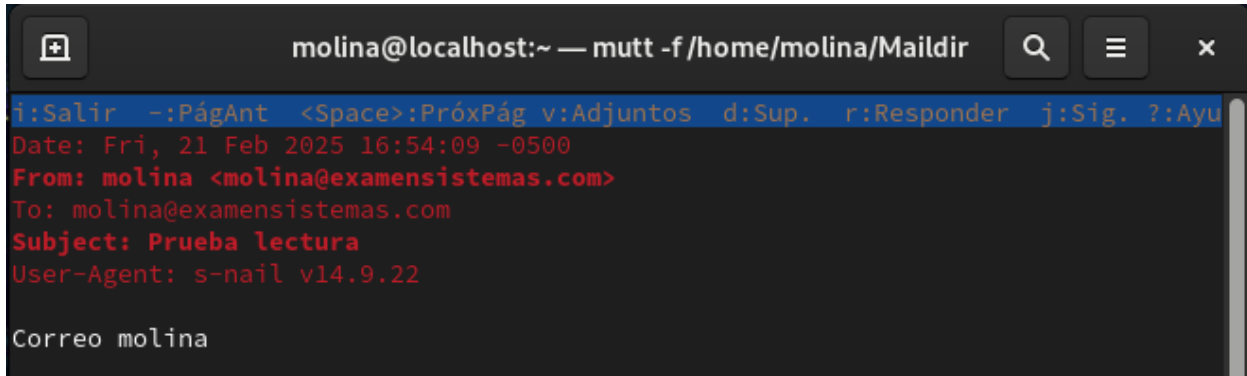 molina@localhost:~ — mutt -f /home/molina/Maildir
i:Salir -:PágAnt <Space>:PróxPág v:Adjuntos d:Sup. r:Responder j:Sig. ?:Ayu
Date: Fri, 21 Feb 2025 16:54:09 -0500
From: molina <molina@examensistemas.com>
To: molina@examensistemas.com
Subject: Prueba lectura
User-Agent: s-nail v14.9.22
Correo molina